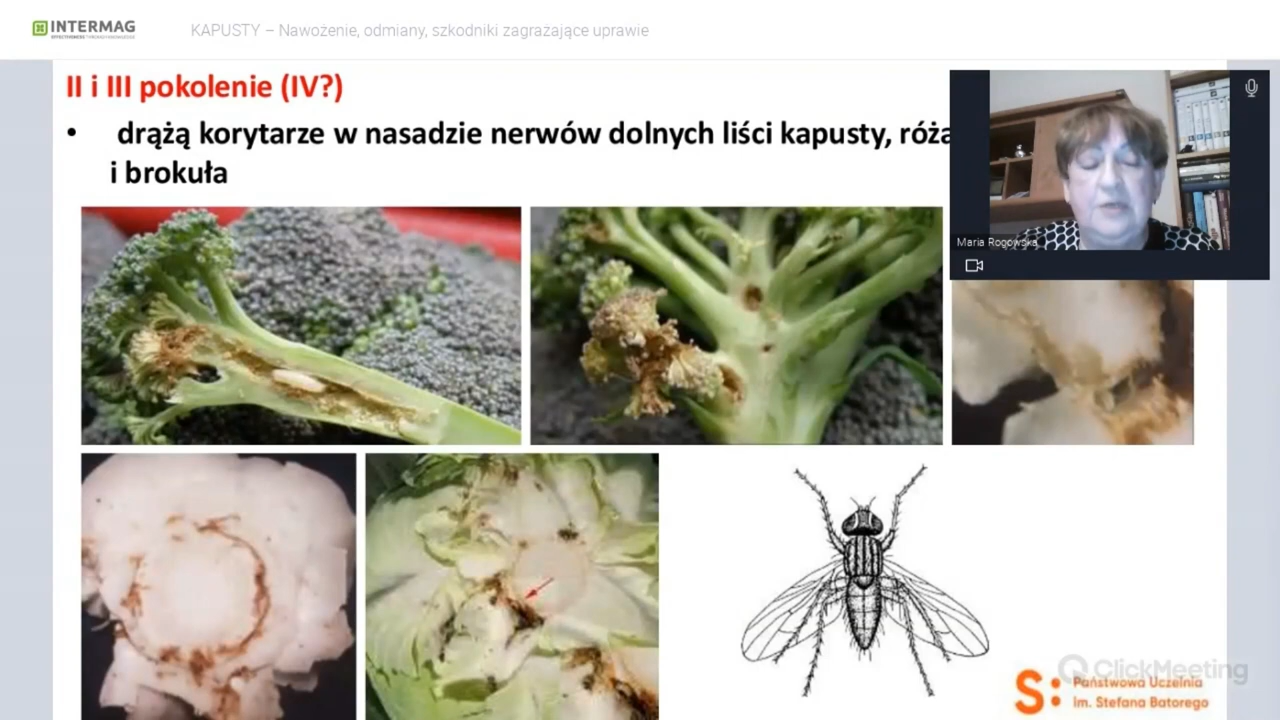 INTERMAG
KAPUSTY – Nawożenie, odmiany, szkodniki zagrażające uprawie
II i III pokolenie (IV?)
• drążą korytarze w nasadzie nerwów dolnych liści kapusty, róża
i brokuła
Maria Rogowska
ClickMeeting
Państwowa Uczelnia
im. Stefana Batorego